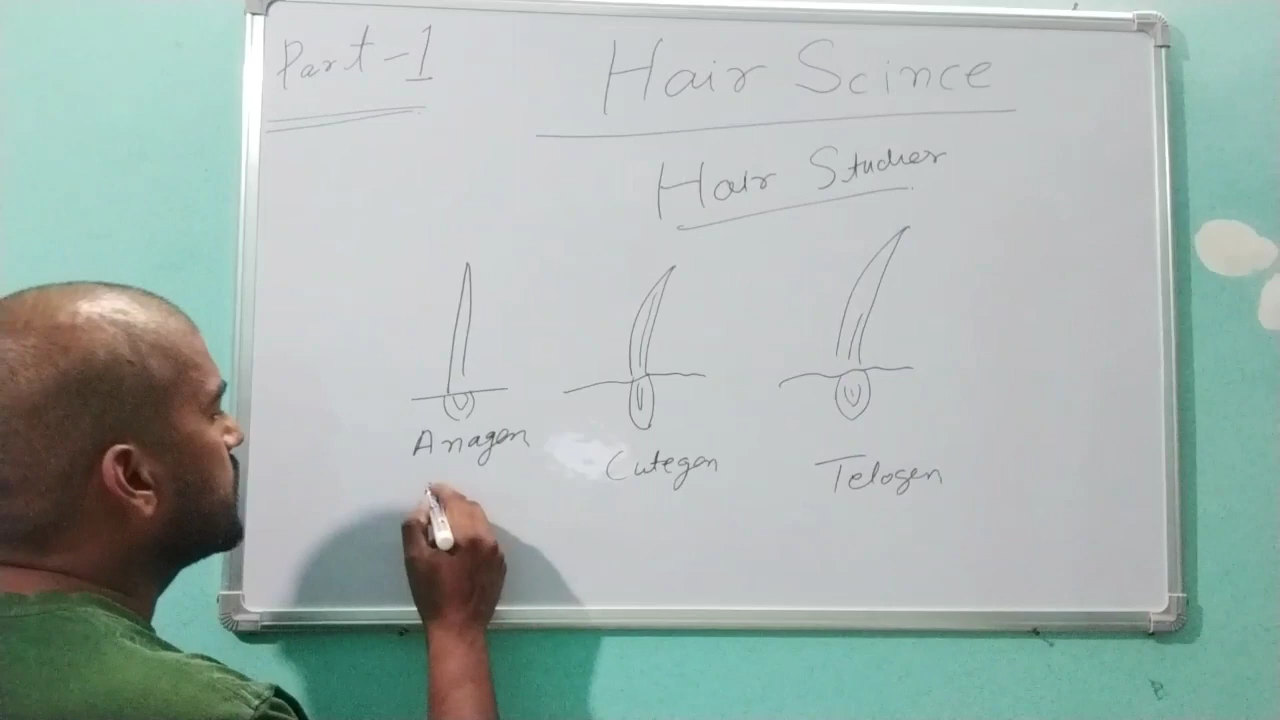 Part-1
Hair Scince
Hair Studies
Anagen
Cutegen
Telogen